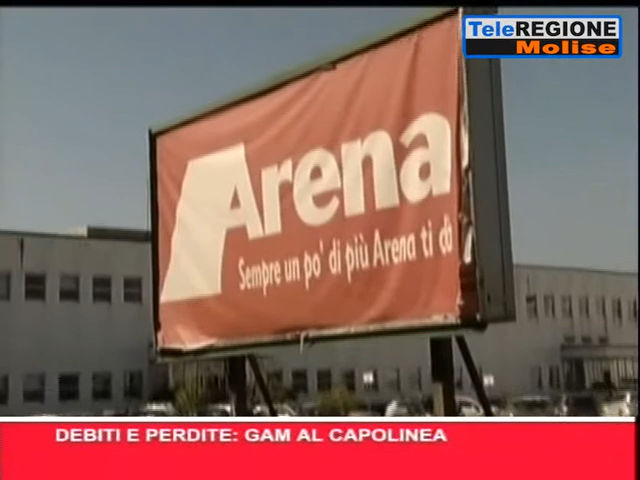 TeleREGIONE
Molise
Arena
Sempre un po' di più Arena ti dà
DEBITI E PERDITE: GAM AL CAPOLINEA